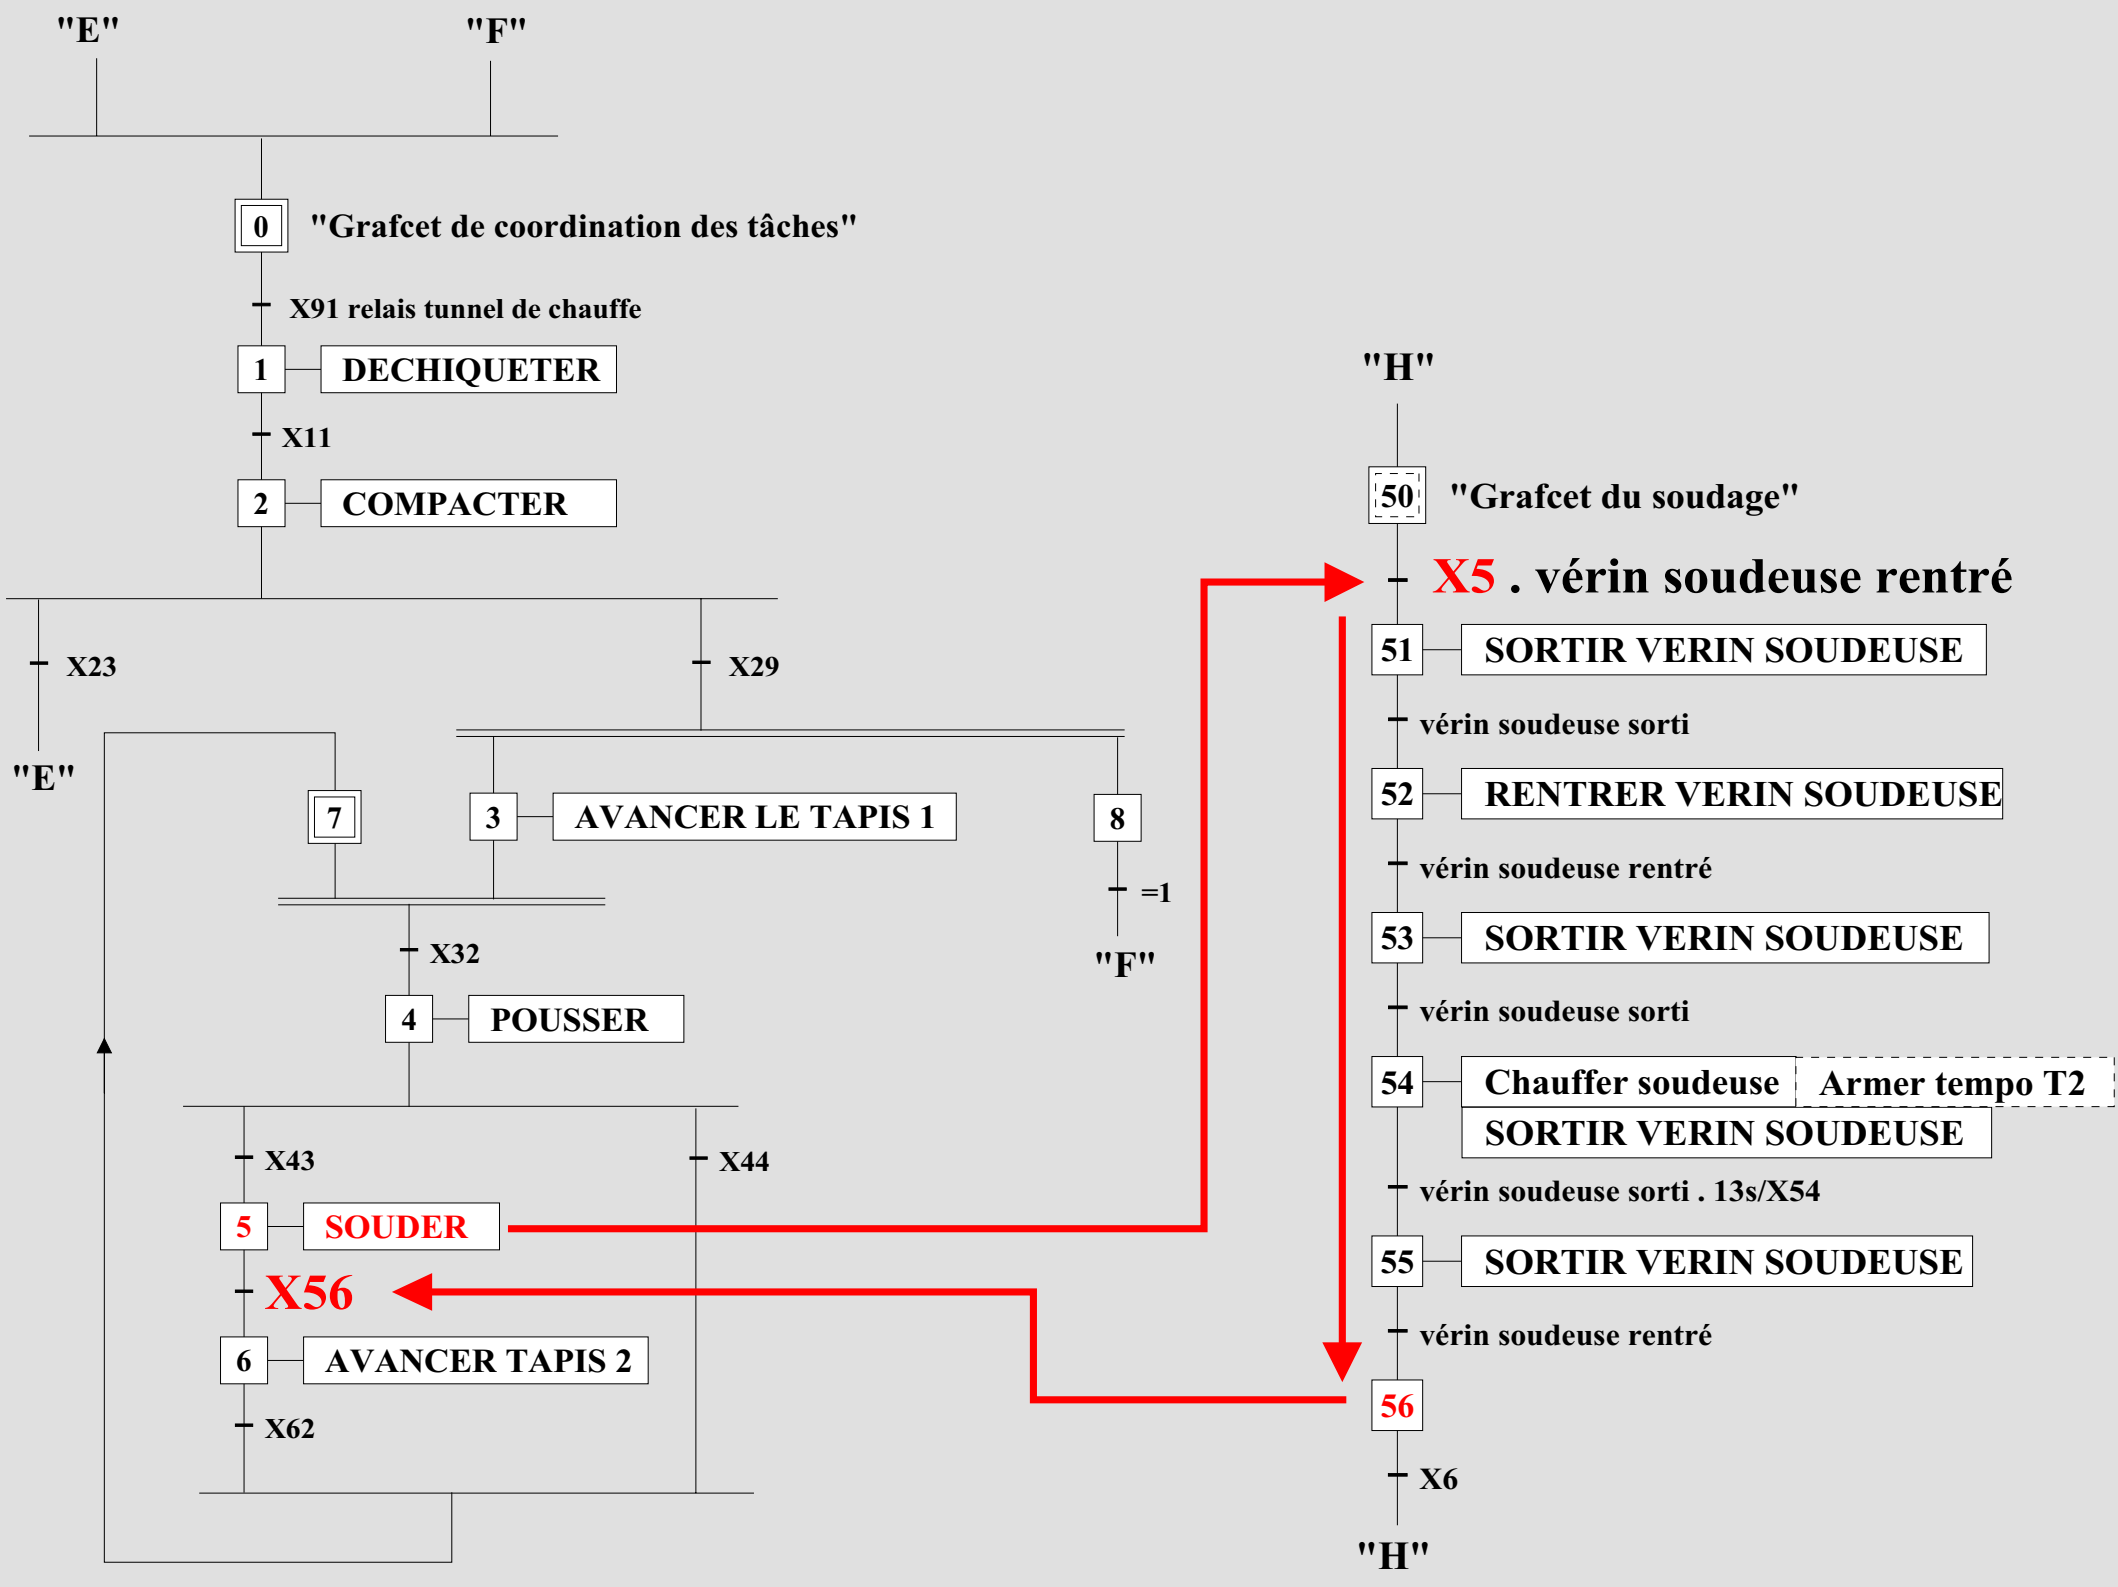 "E"
"F"
0
"Grafcet de coordination des tâches"
X91 relais tunnel de chauffe
1
DECHIQUETER
X11
2
COMPACTER
X23
X29
"E"
7
3
AVANCER LE TAPIS 1
8
=1
"F"
X32
4
POUSSER
X43
X44
5
SOUDER
X56
6
AVANCER TAPIS 2
X62
"H"
50
"Grafcet du soudage"
X5 . vérin soudeuse rentré
51
SORTIR VERIN SOUDEUSE
vérin soudeuse sorti
52
RENTRER VERIN SOUDEUSE
vérin soudeuse rentré
53
SORTIR VERIN SOUDEUSE
vérin soudeuse sorti
54
Chauffer soudeuse
Armer tempo T2
SORTIR VERIN SOUDEUSE
vérin soudeuse sorti . 13s/X54
55
SORTIR VERIN SOUDEUSE
vérin soudeuse rentré
56
X6
"H"